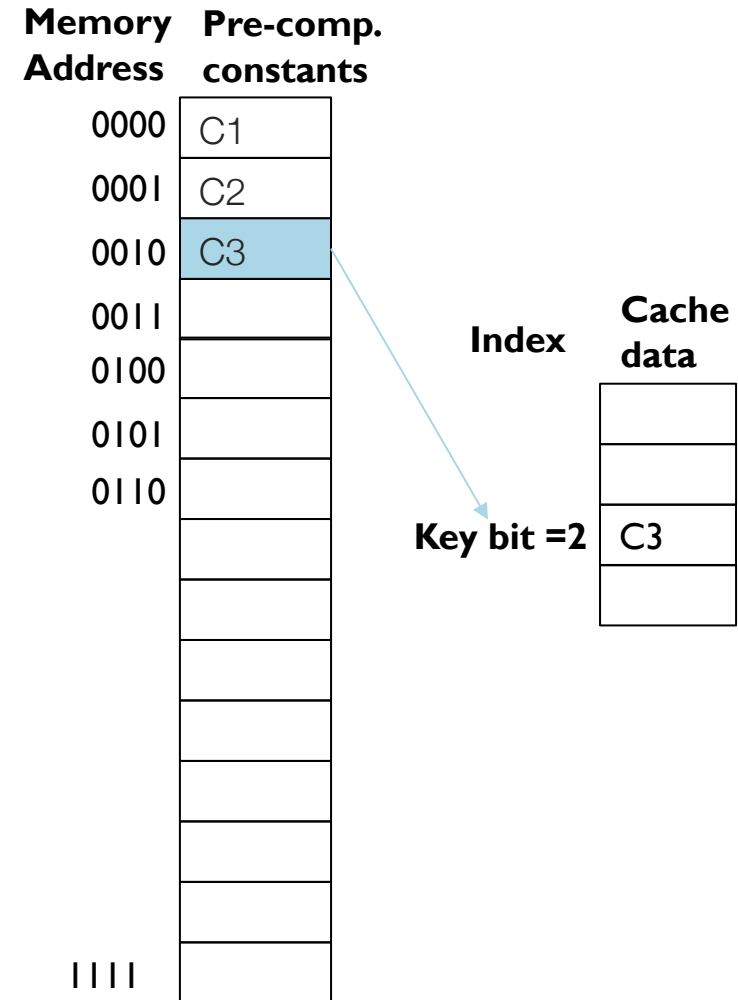 Memory Address
Pre-comp. constants
0000 C1
0001 C2
0010 C3
0011
0100
0101
0110
1111
Index
Cache data
Key bit =2 C3